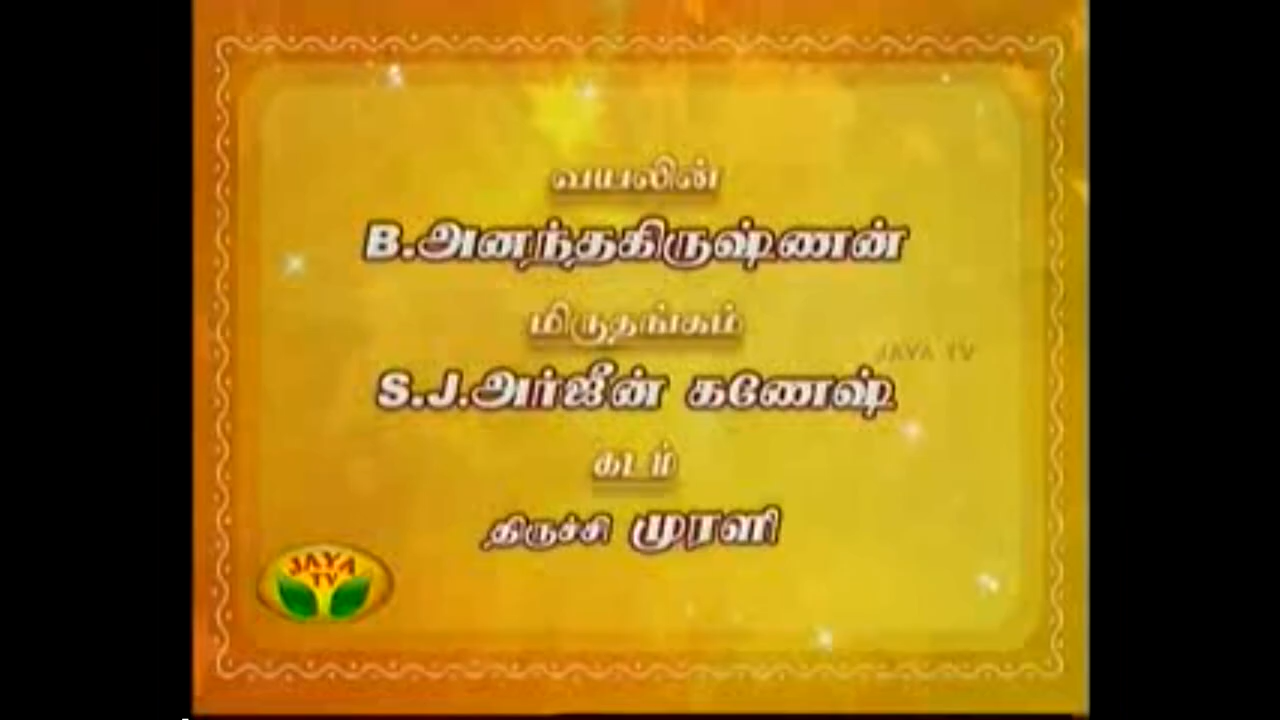 வயலின்
B.அனந்தகிருஷ்ணன்
மிருதங்கம்
JAYA TV
S.J.அர்ஜீன் கணேஷ்
கடம்
திருச்சி முரளி
JAYA
TV